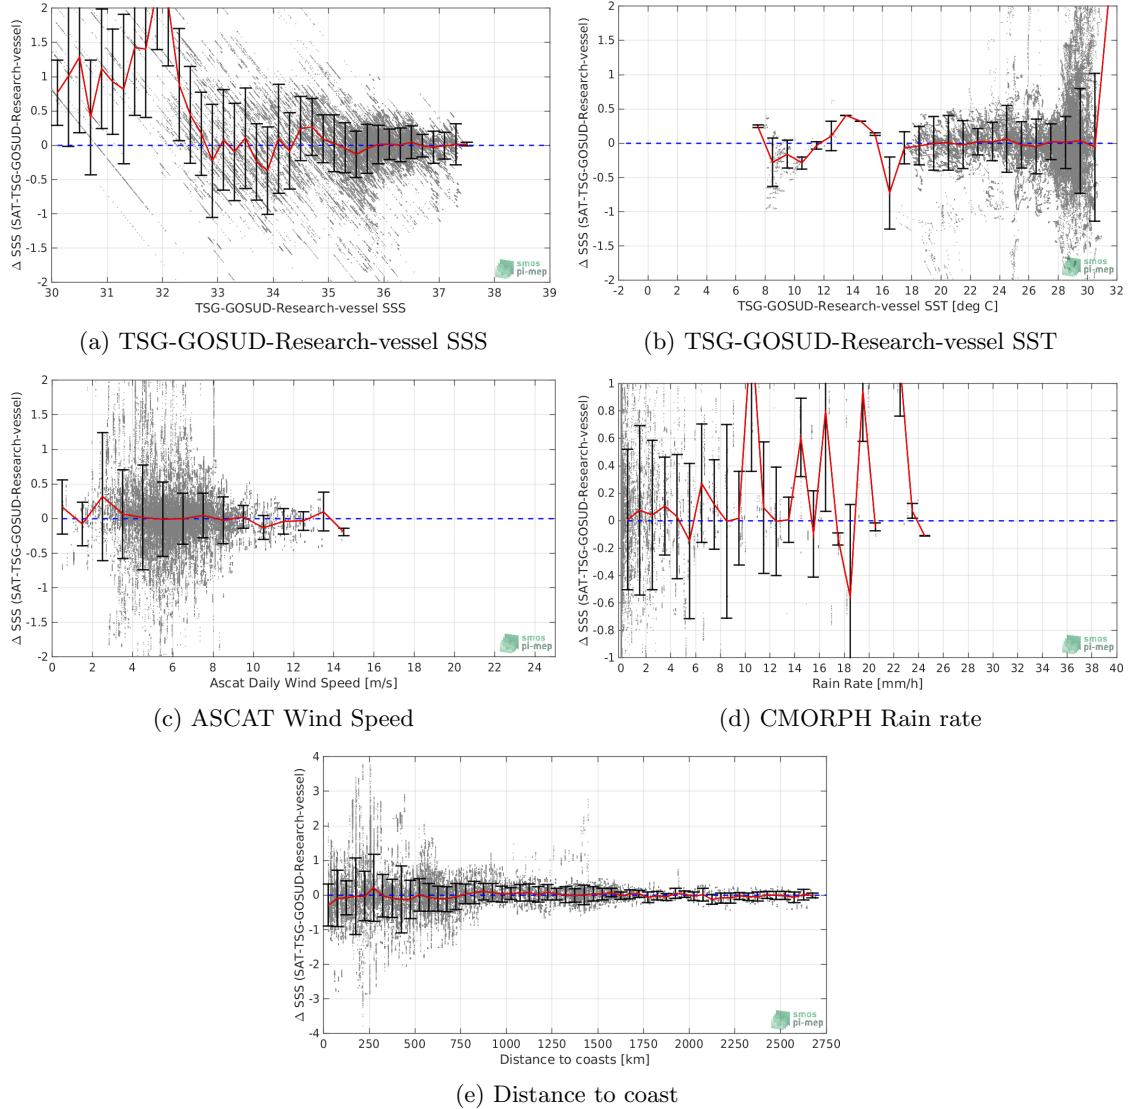 2
1.5
1
0.5
0
-0.5
-1
-1.5
-2
Δ SSS (SAT-TSG-GOSUD-Research-vessel)
30 31 32 33 34 35 36 37 38 39
TSG-GOSUD-Research-vessel SSS
smos
pi-mep
(a) TSG-GOSUD-Research-vessel SSS
2
1.5
1
0.5
0
-0.5
-1
-1.5
-2
Δ SSS (SAT-TSG-GOSUD-Research-vessel)
-2 0 2 4 6 8 10 12 14 16 18 20 22 24 26 28 30 32
TSG-GOSUD-Research-vessel SST [deg C]
smos
pi-mep
(b) TSG-GOSUD-Research-vessel SST
2
1.5
1
0.5
0
-0.5
-1
-1.5
-2
Δ SSS (SAT-TSG-GOSUD-Research-vessel)
0 2 4 6 8 10 12 14 16 18 20 22 24
Ascat Daily Wind Speed [m/s]
smos
pi-mep
(c) ASCAT Wind Speed
1
0.8
0.6
0.4
0.2
0
-0.2
-0.4
-0.6
-0.8
-1
Δ SSS (SAT-TSG-GOSUD-Research-vessel)
0 2 4 6 8 10 12 14 16 18 20 22 24 26 28 30 32 34 36 38 40
Rain Rate [mm/h]
smos
pi-mep
(d) CMORPH Rain rate
4
3
2
1
0
-1
-2
-3
-4
Δ SSS (SAT-TSG-GOSUD-Research-vessel)
0 250 500 750 1000 1250 1500 1750 2000 2250 2500 2750
Distance to coasts [km]
smos
pi-mep
(e) Distance to coast